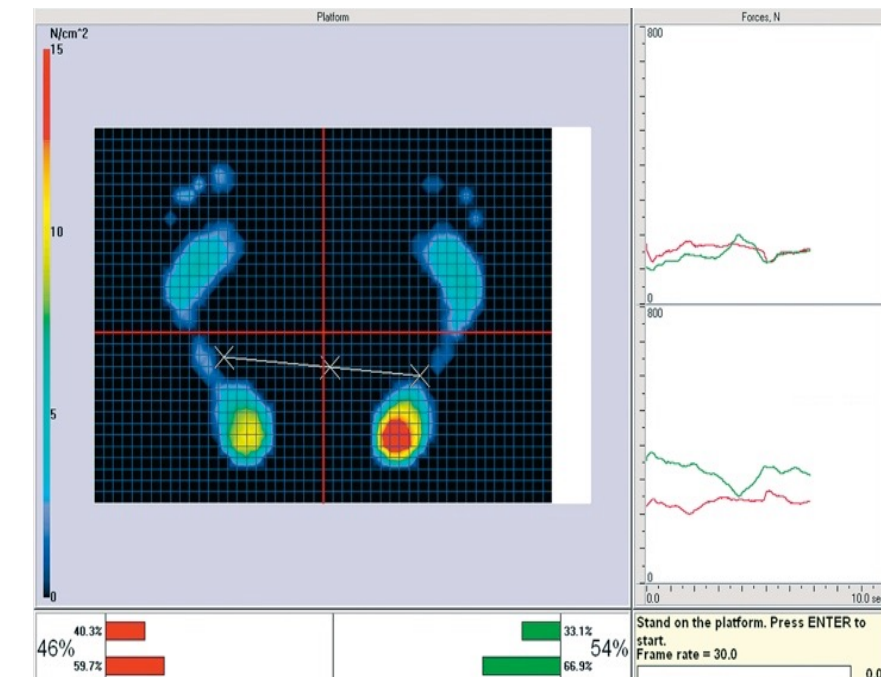 Platform
Forces, N
N/cm^2
15
10
5
0
800
0
800
0
0.0
10.0 se
40.3%
46%
59.7%
33.1%
54%
66.9%
Stand on the platform. Press ENTER to
start.
Frame rate = 30.0
0.0